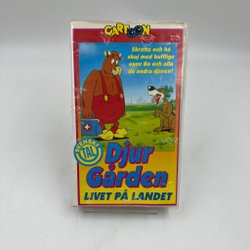 CARTOON
Skratta och ha
skoj med bufflige
oxen Bo och alla
de andra djuren!
SVENSKT
TAL
Djur
Gården
LIVET PÅ LANDET